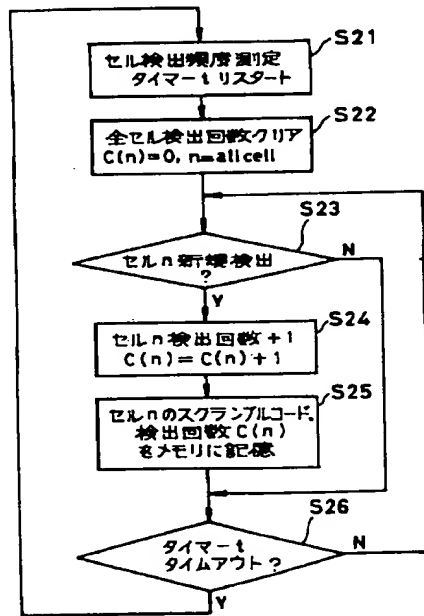 S21
セル検出頻度測定
タイマーtリスタート
S22
全セル検出回数クリア
C(n)=0, n=allcell
S23
セルn新規検出
?
N
Y
S24
セルn検出回数+1
C(n)=C(n)+1
S25
セルnのスクランブルコード、
検出回数C(n)
をメモリに記憶
S26
タイマーt
タイムアウト?
N
Y